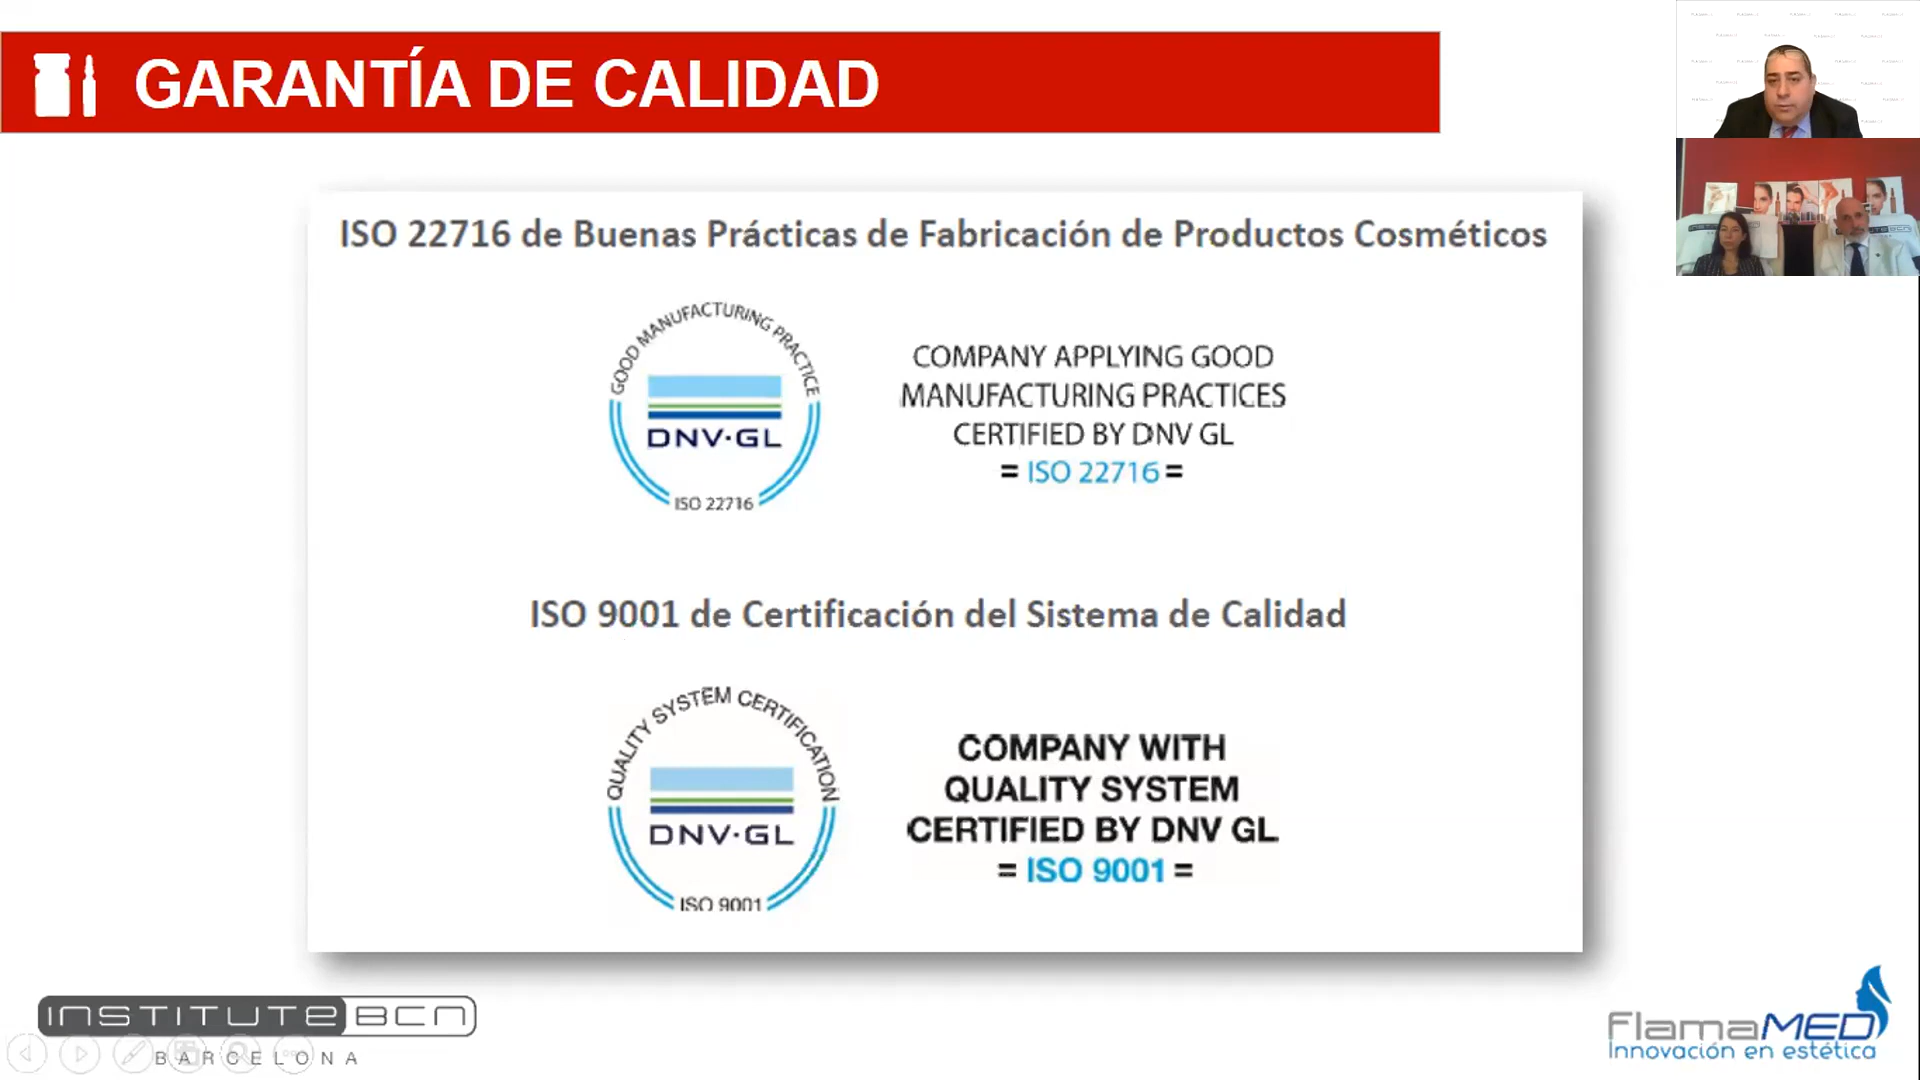 GARANTÍA DE CALIDAD
ISO 22716 de Buenas Prácticas de Fabricación de Productos Cosméticos
GOOD MANUFACTURING PRACTICE
DNV·GL
ISO 22716
COMPANY APPLYING GOOD
MANUFACTURING PRACTICES
CERTIFIED BY DNV GL
= ISO 22716 =
ISO 9001 de Certificación del Sistema de Calidad
QUALITY SYSTEM CERTIFICATION
DNV·GL
ISO 9001
COMPANY WITH
QUALITY SYSTEM
CERTIFIED BY DNV GL
= ISO 9001 =
INSTITUTE BCN
BARCELONA
FlamaMED
Innovación en estética